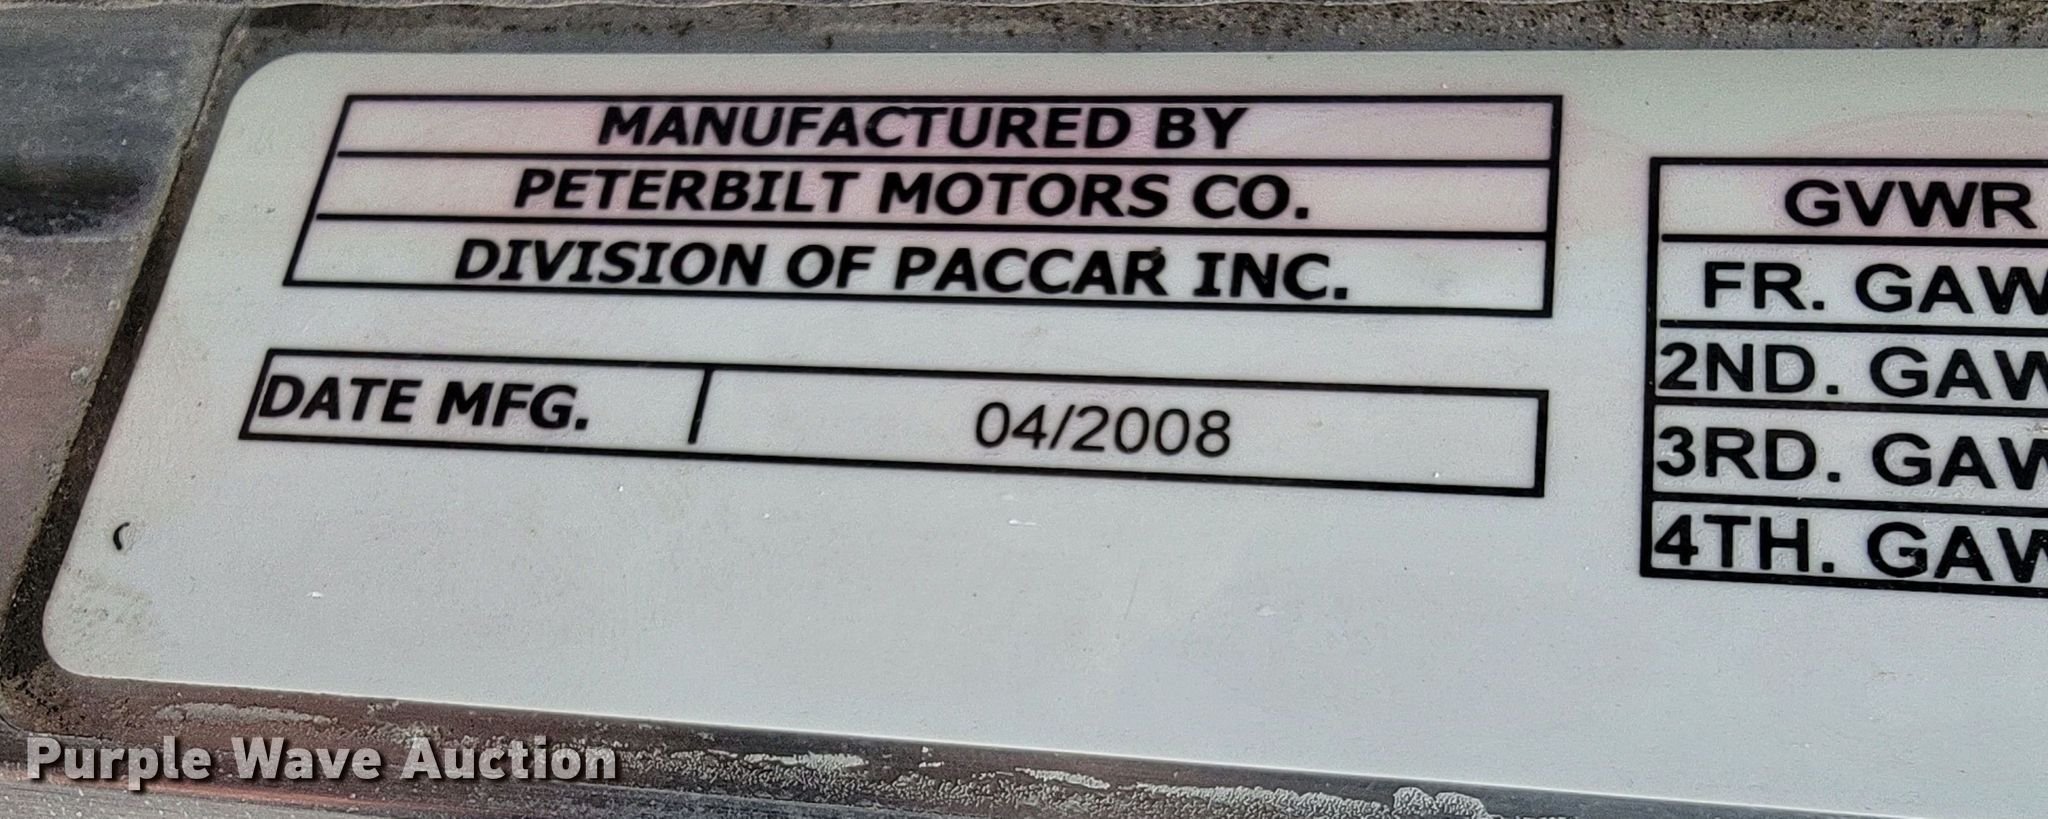 MANUFACTURED BY
PETERBILT MOTORS CO.
DIVISION OF PACCAR INC.
DATE MFG. 04/2008
GVWR
FR. GAW
2ND. GAW
3RD. GAW
4TH. GAW
Purple Wave Auction